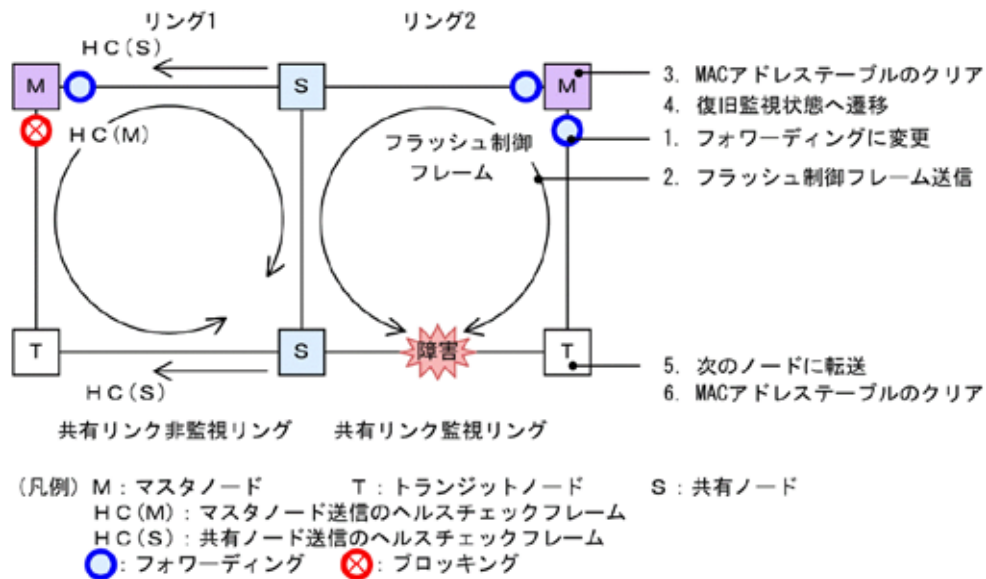 リング1 リング2
HC(S)
M S M
HC(M)
フラッシュ制御
フレーム
3. MACアドレステーブルのクリア
4. 復旧監視状態へ遷移
1. フォワーディングに変更
2. フラッシュ制御フレーム送信
T S 障害 T
HC(S)
5. 次のノードに転送
6. MACアドレステーブルのクリア
共有リンク非監視リング 共有リンク監視リング
(凡例) M:マスタノード T:トランジットノード S:共有ノード
HC(M):マスタノード送信のヘルスチェックフレーム
HC(S):共有ノード送信のヘルスチェックフレーム
:フォワーディング :ブロッキング